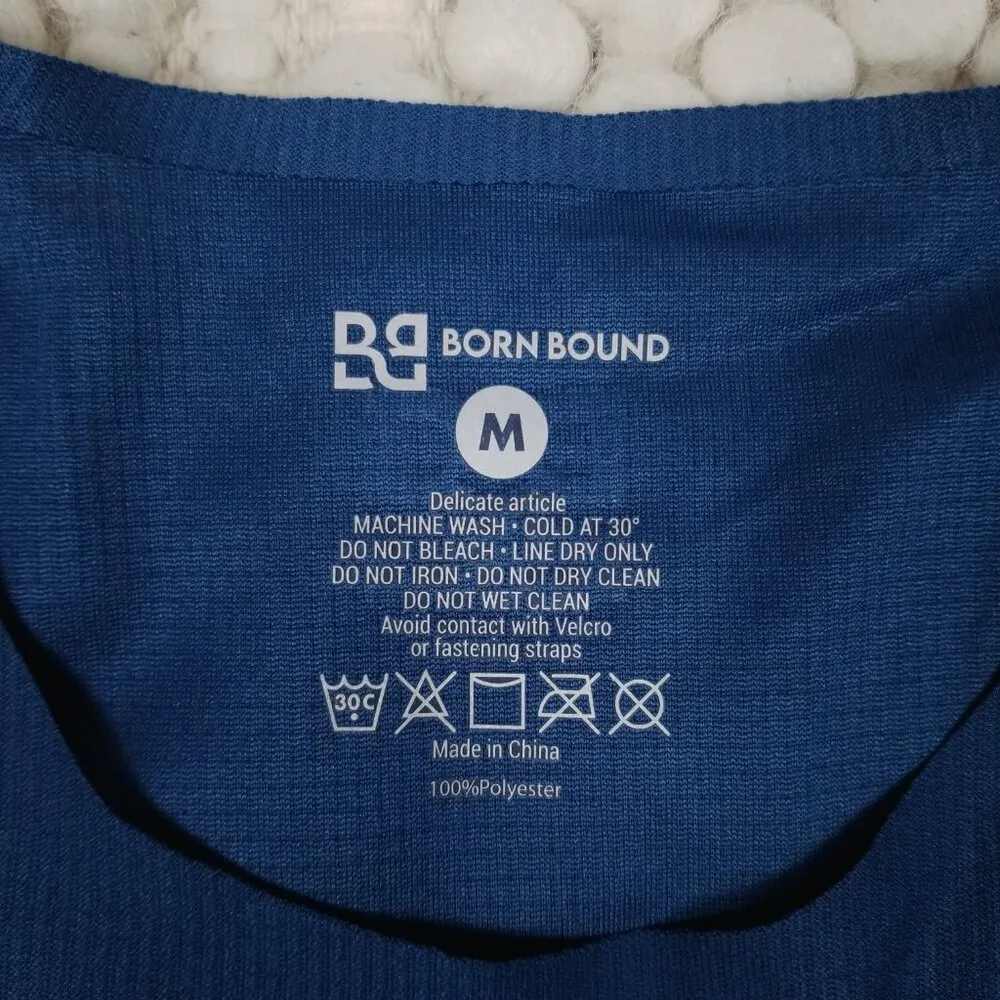 BORN BOUND
M
Delicate article
MACHINE WASH • COLD AT 30°
DO NOT BLEACH • LINE DRY ONLY
DO NOT IRON • DO NOT DRY CLEAN
DO NOT WET CLEAN
Avoid contact with Velcro
or fastening straps
30C
Made in China
100%Polyester